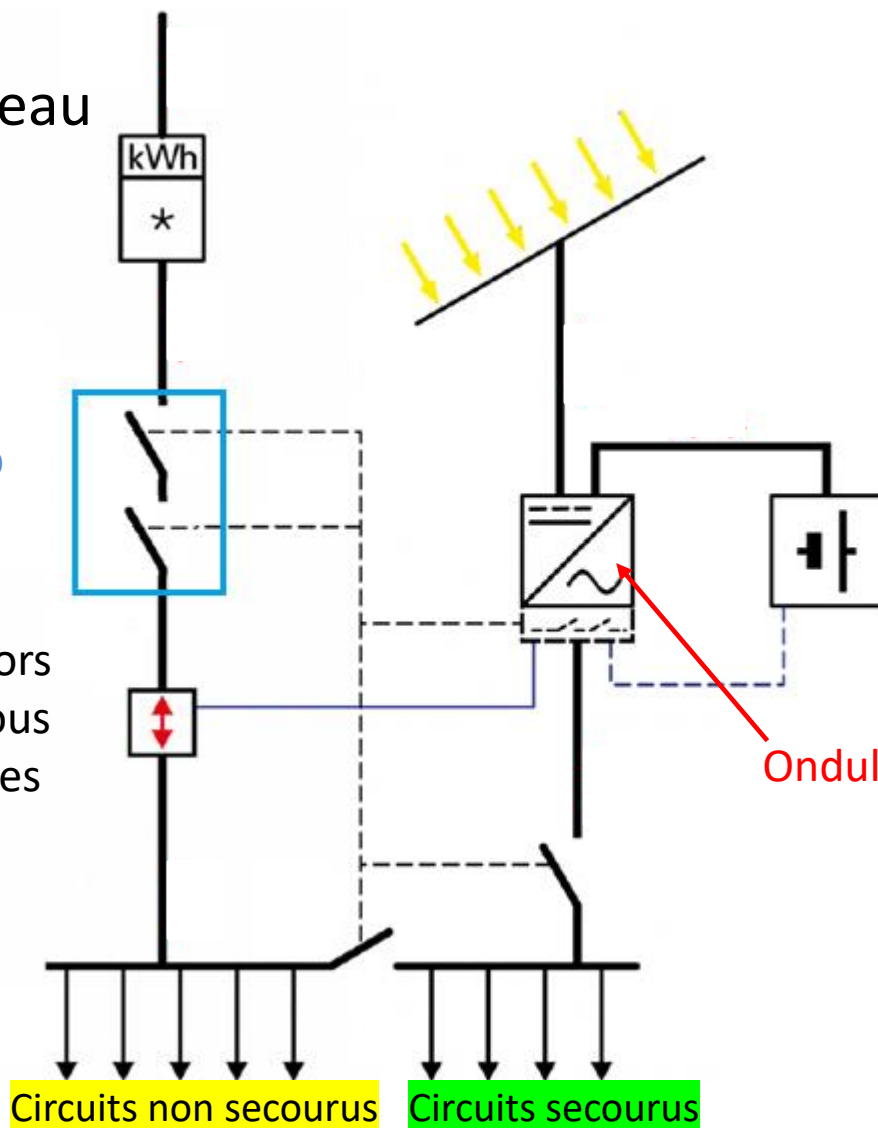 eau
kWh
*
ors
ous
es
Ondul
Circuits non secourus
Circuits secourus